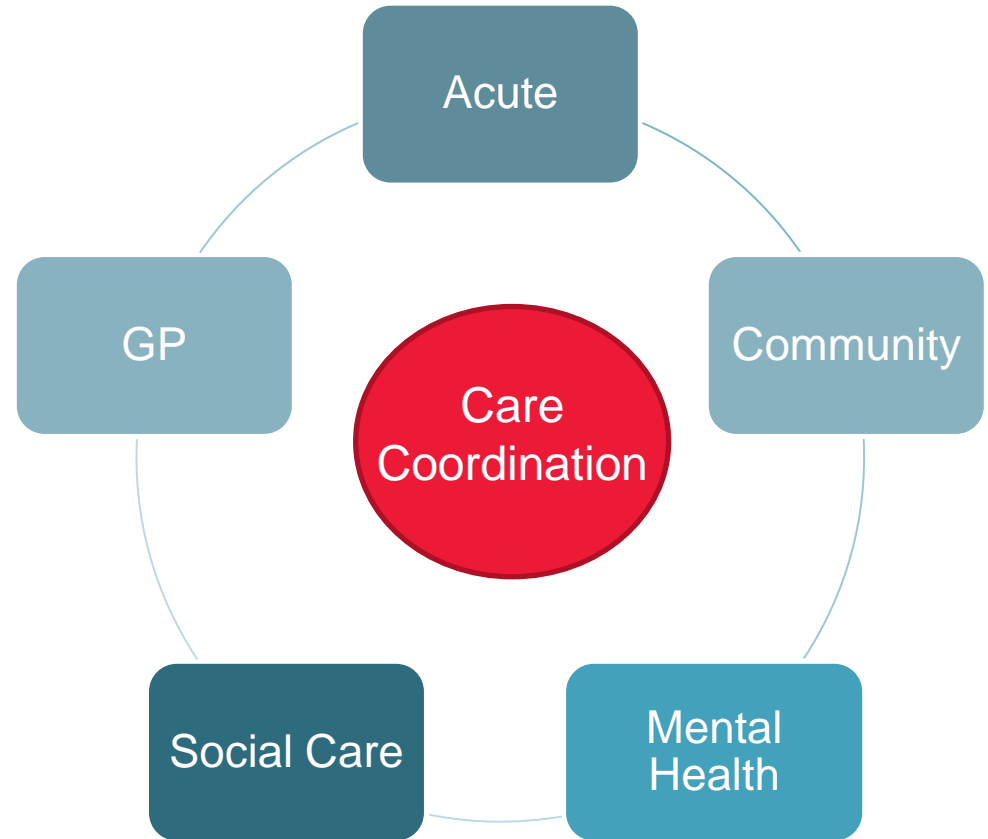 Acute
GP
Community
Care
Coordination
Social Care
Mental
Health